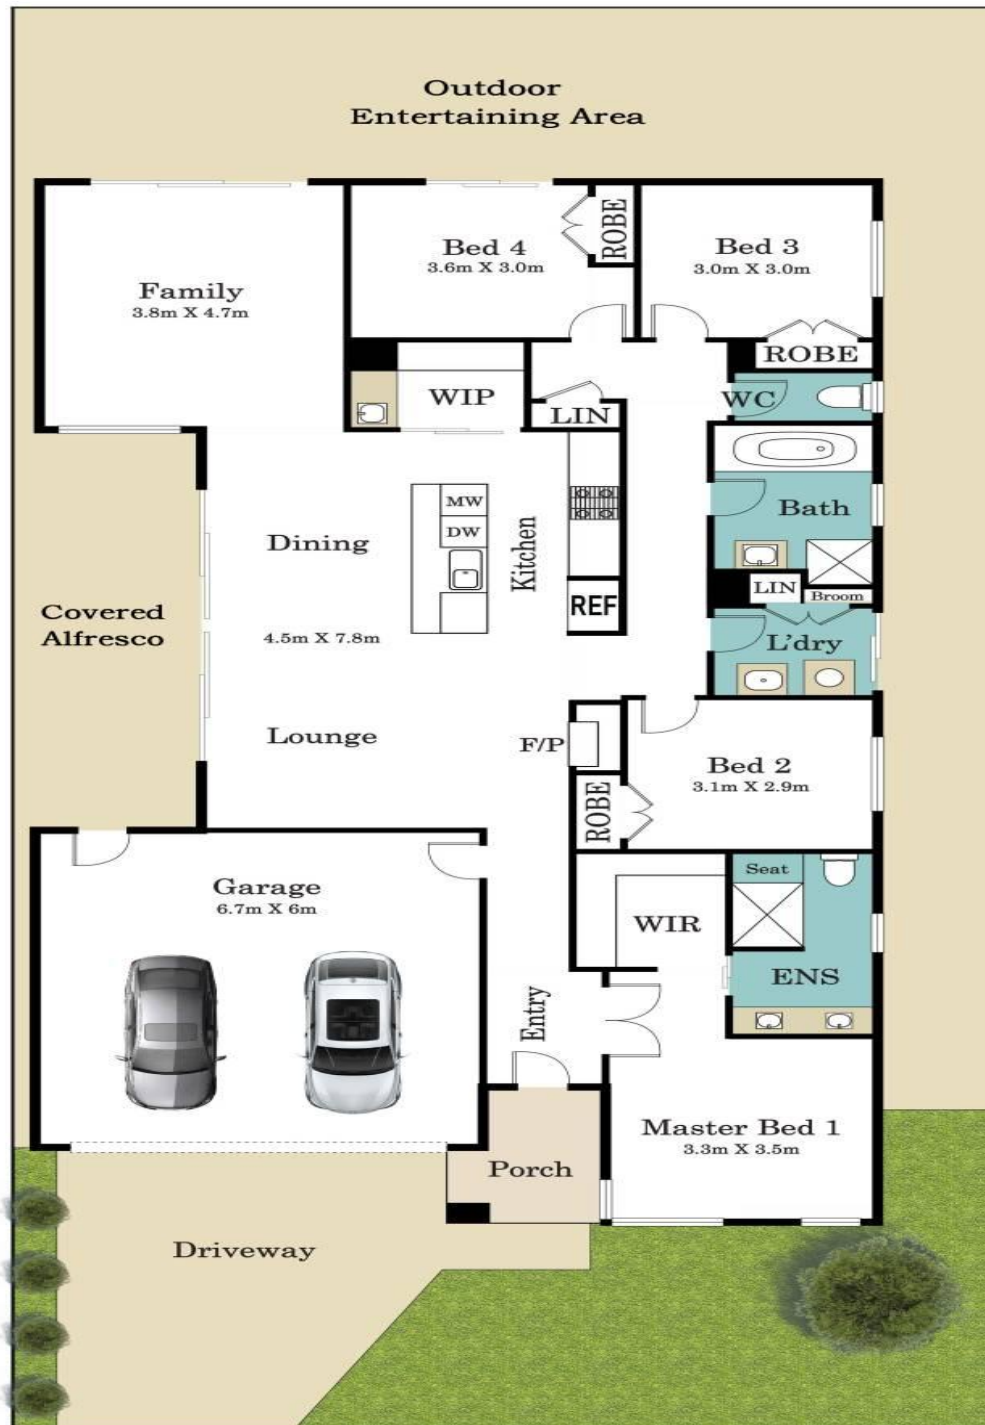 Outdoor
Entertaining Area
Bed 4
3.6m X 3.0m
ROBE
Bed 3
3.0m X 3.0m
Family
3.8m X 4.7m
ROBE
WIP
WC
LIN
MW
DW
Kitchen
Dining
Bath
LIN
Broom
REF
Covered
Alfresco
4.5m X 7.8m
L'dry
Lounge
F/P
Bed 2
3.1m X 2.9m
ROBE
Garage
6.7m X 6m
Seat
WIR
ENS
Entry
Master Bed 1
3.3m X 3.5m
Porch
Driveway